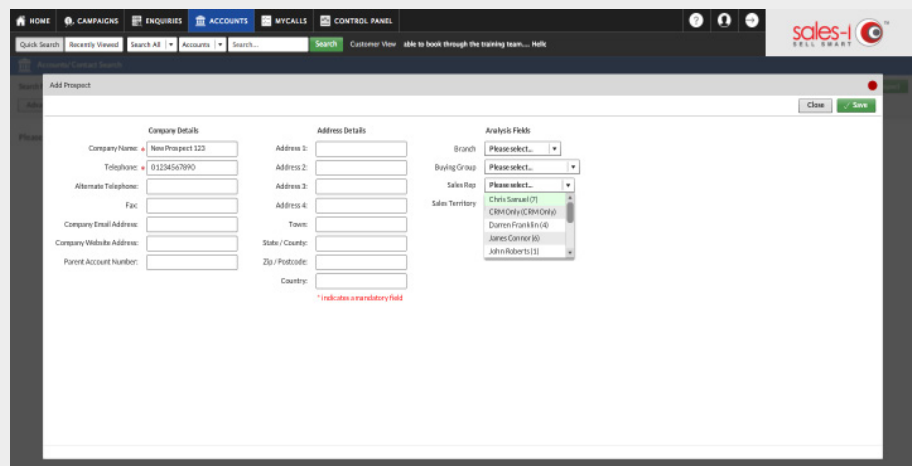 HOME CAMPAIGNS ENQUIRIES ACCOUNTS MYCALLS CONTROL PANEL
sales-i
SELL SMART
Quick Search Recently Viewed Search All Accounts Search... Search Customer View able to book through the training team.... Hello
Accounts/Contact Search
Add Prospect
Close Save
Company Details Address Details Analysis Fields
Company Name: * New Prospect 123 Address 1: Branch Please select...
Telephone: * 01234567890 Address 2: Buying Group Please select...
Alternate Telephone: Address 3: Sales Rep Please select...
Fax: Address 4: Sales Territory Chris Samuel (7)
CRM Only (CRM Only)
Company Email Address: Town: Darren Franklin (4)
Company Website Address: State / County: James Connor (6)
Parent Account Number: Zip / Postcode: John Roberts (1)
Country:
* indicates a mandatory field